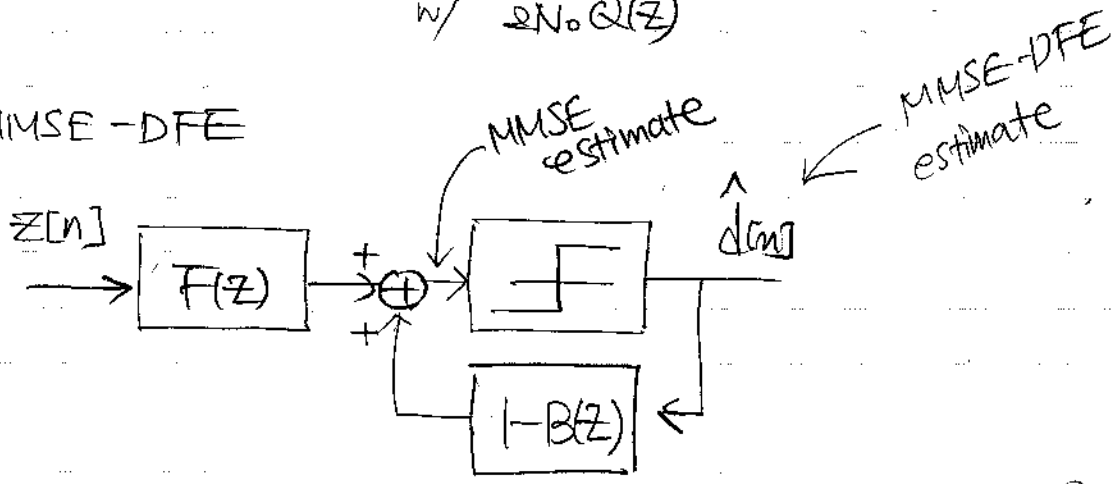 w/ 2N₀Q(Z)
MMSE-DFE
MMSE estimate
MMSE-DFE estimate
Z[n]
F(Z)
+
+
+
d̂[n]
1-B(Z)